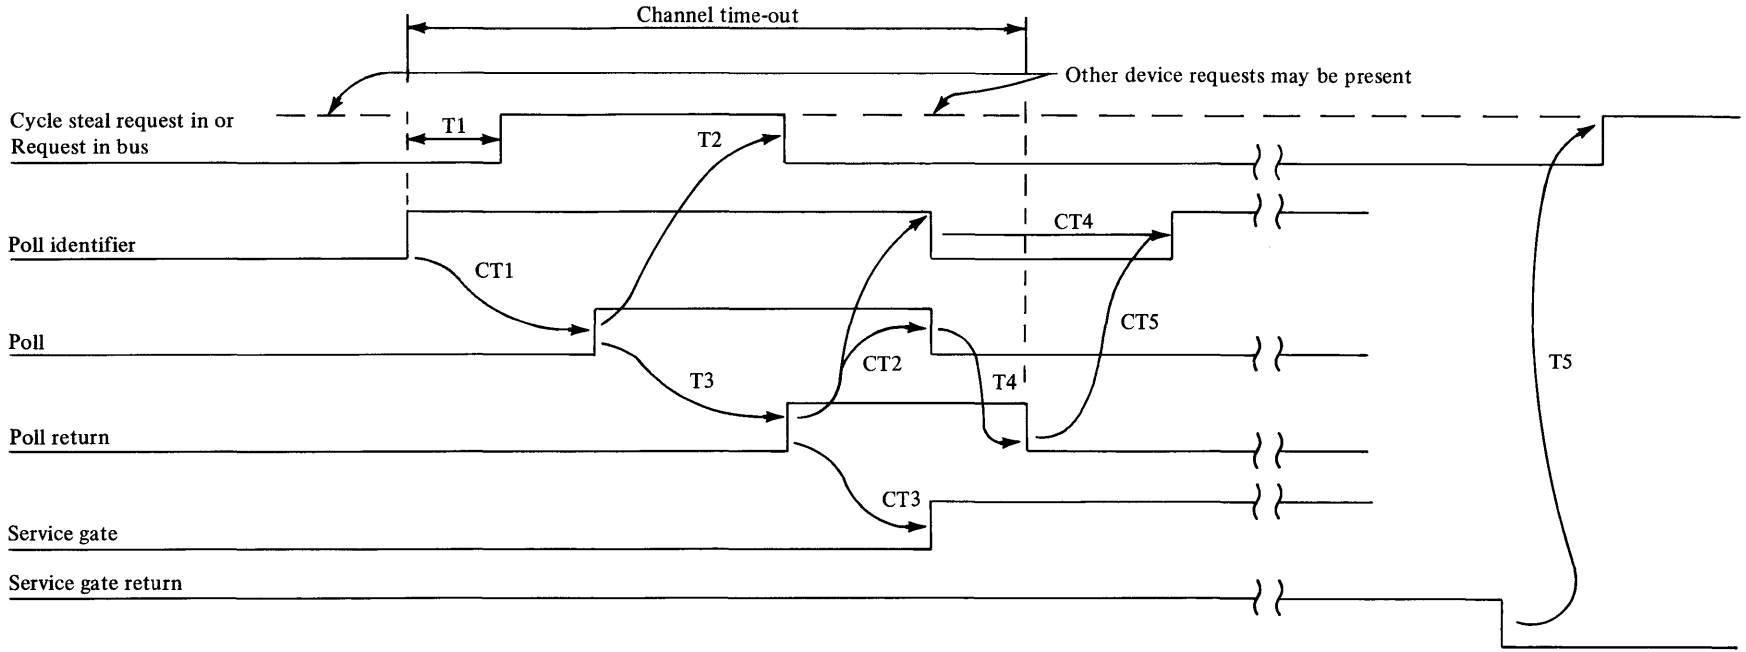 Channel time-out
Other device requests may be present
Cycle steal request in or
Request in bus
T1
T2
Poll identifier
CT1
CT4
Poll
T3
CT2
T4
CT5
T5
Poll return
CT3
Service gate
Service gate return